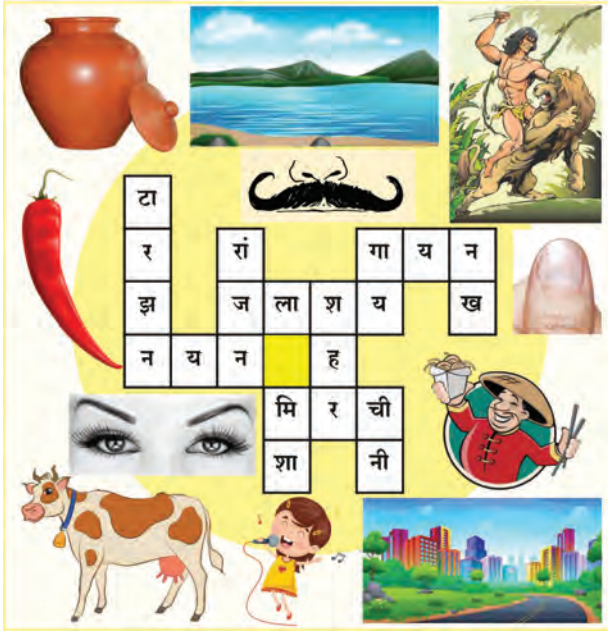 टा
र रां गा य न
झ ज ला श य ख
न य न ह
मि र ची
शा नी